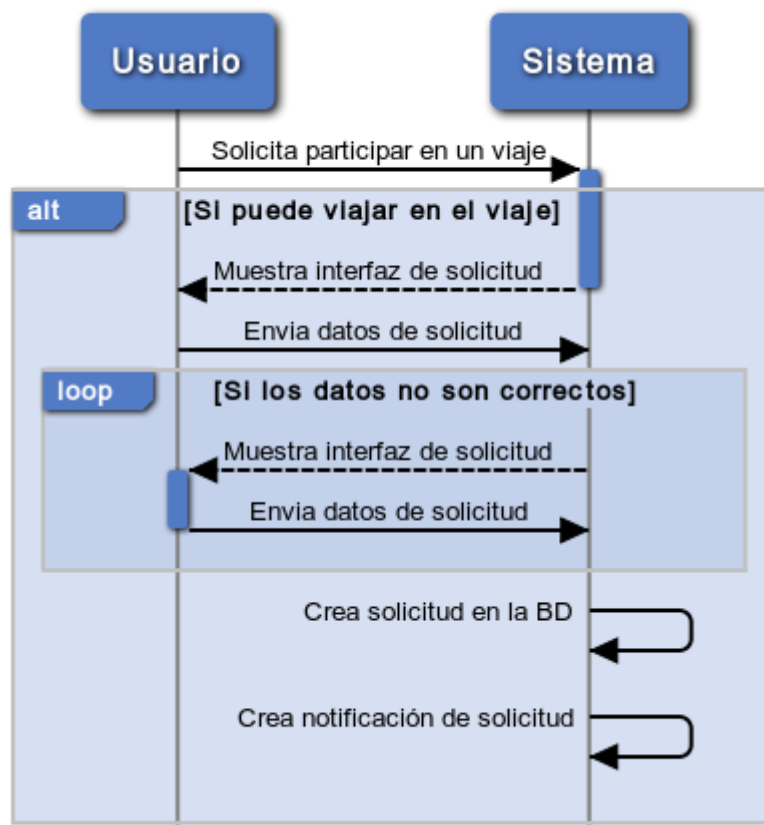 Usuario
Sistema
Solicita participar en un viaje
alt
[Si puede viajar en el viaje]
Muestra interfaz de solicitud
Envia datos de solicitud
loop
[Si los datos no son correctos]
Muestra interfaz de solicitud
Envia datos de solicitud
Crea solicitud en la BD
Crea notificación de solicitud